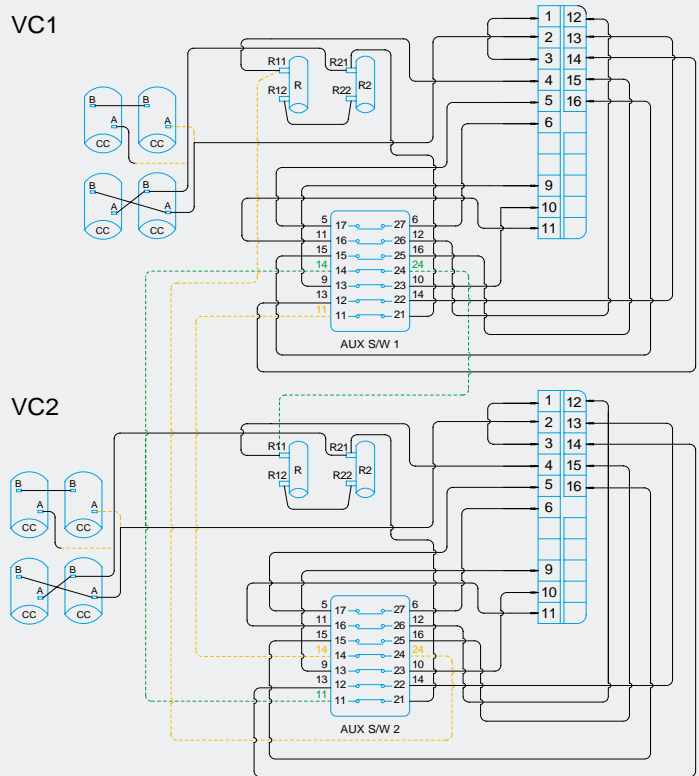 VC1
1 12
2 13
3 14
4 15
5 16
6
9
10
11
R11 R21
R R2
R12 R22
B B
A A
CC CC
B B
A A
CC CC
5 17 27 6
11 16 26 12
15 15 25 16
14 14 24 24
9 13 23 10
13 12 22 14
11 11 21
AUX S/W 1
VC2
1 12
2 13
3 14
4 15
5 16
6
9
10
11
R11 R21
R R2
R12 R22
B B
A A
CC CC
B B
A A
CC CC
5 17 27 6
11 16 26 12
15 15 25 16
14 14 24 24
9 13 23 10
13 12 22 14
11 11 21
AUX S/W 2